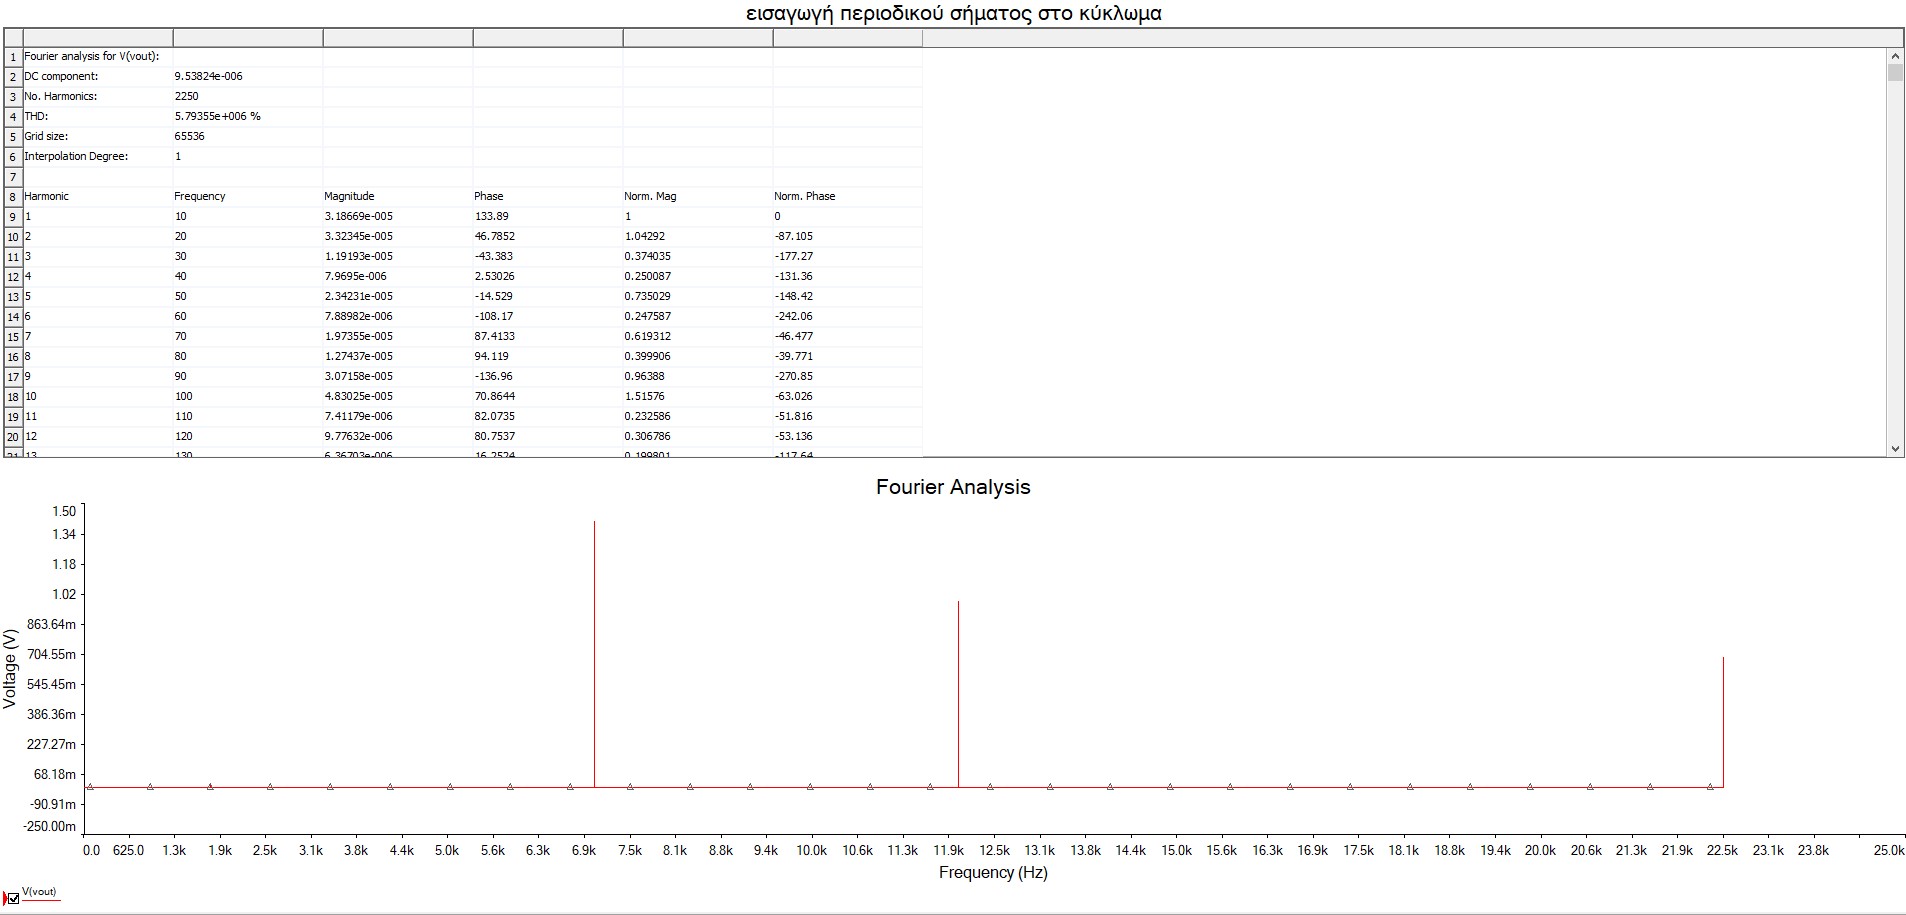 εισαγωγή περιοδικού σήματος στο κύκλωμα
1 Fourier analysis for V(vout):
2 DC component: 9.53824e-006
3 No. Harmonics: 2250
4 THD: 5.79355e+006 %
5 Grid size: 65536
6 Interpolation Degree: 1
7
8 Harmonic Frequency Magnitude Phase Norm. Mag Norm. Phase
9 1 10 3.18669e-005 133.89 1 0
10 2 20 3.32345e-005 46.7852 1.04292 -87.105
11 3 30 1.19193e-005 -43.383 0.374035 -177.27
12 4 40 7.9695e-006 2.53026 0.250087 -131.36
13 5 50 2.34231e-005 -14.529 0.735029 -148.42
14 6 60 7.88982e-006 -108.17 0.247587 -242.06
15 7 70 1.97355e-005 87.4133 0.619312 -46.477
16 8 80 1.27437e-005 94.119 0.399906 -39.771
17 9 90 3.07158e-005 -136.96 0.96388 -270.85
18 10 100 4.83025e-005 70.8644 1.51576 -63.026
19 11 110 7.41179e-006 82.0735 0.232586 -51.816
20 12 120 9.77632e-006 80.7537 0.306786 -53.136
21 13 130 6.36703e-006 16.2524 0.199801 -117.64
Fourier Analysis
1.50
1.34
1.18
1.02
863.64m
704.55m
545.45m
386.36m
227.27m
68.18m
-90.91m
-250.00m
Voltage (V)
0.0 625.0 1.3k 1.9k 2.5k 3.1k 3.8k 4.4k 5.0k 5.6k 6.3k 6.9k 7.5k 8.1k 8.8k 9.4k 10.0k 10.6k 11.3k 11.9k 12.5k 13.1k 13.8k 14.4k 15.0k 15.6k 16.3k 16.9k 17.5k 18.1k 18.8k 19.4k 20.0k 20.6k 21.3k 21.9k 22.5k 23.1k 23.8k 25.0k
Frequency (Hz)
V(vout)